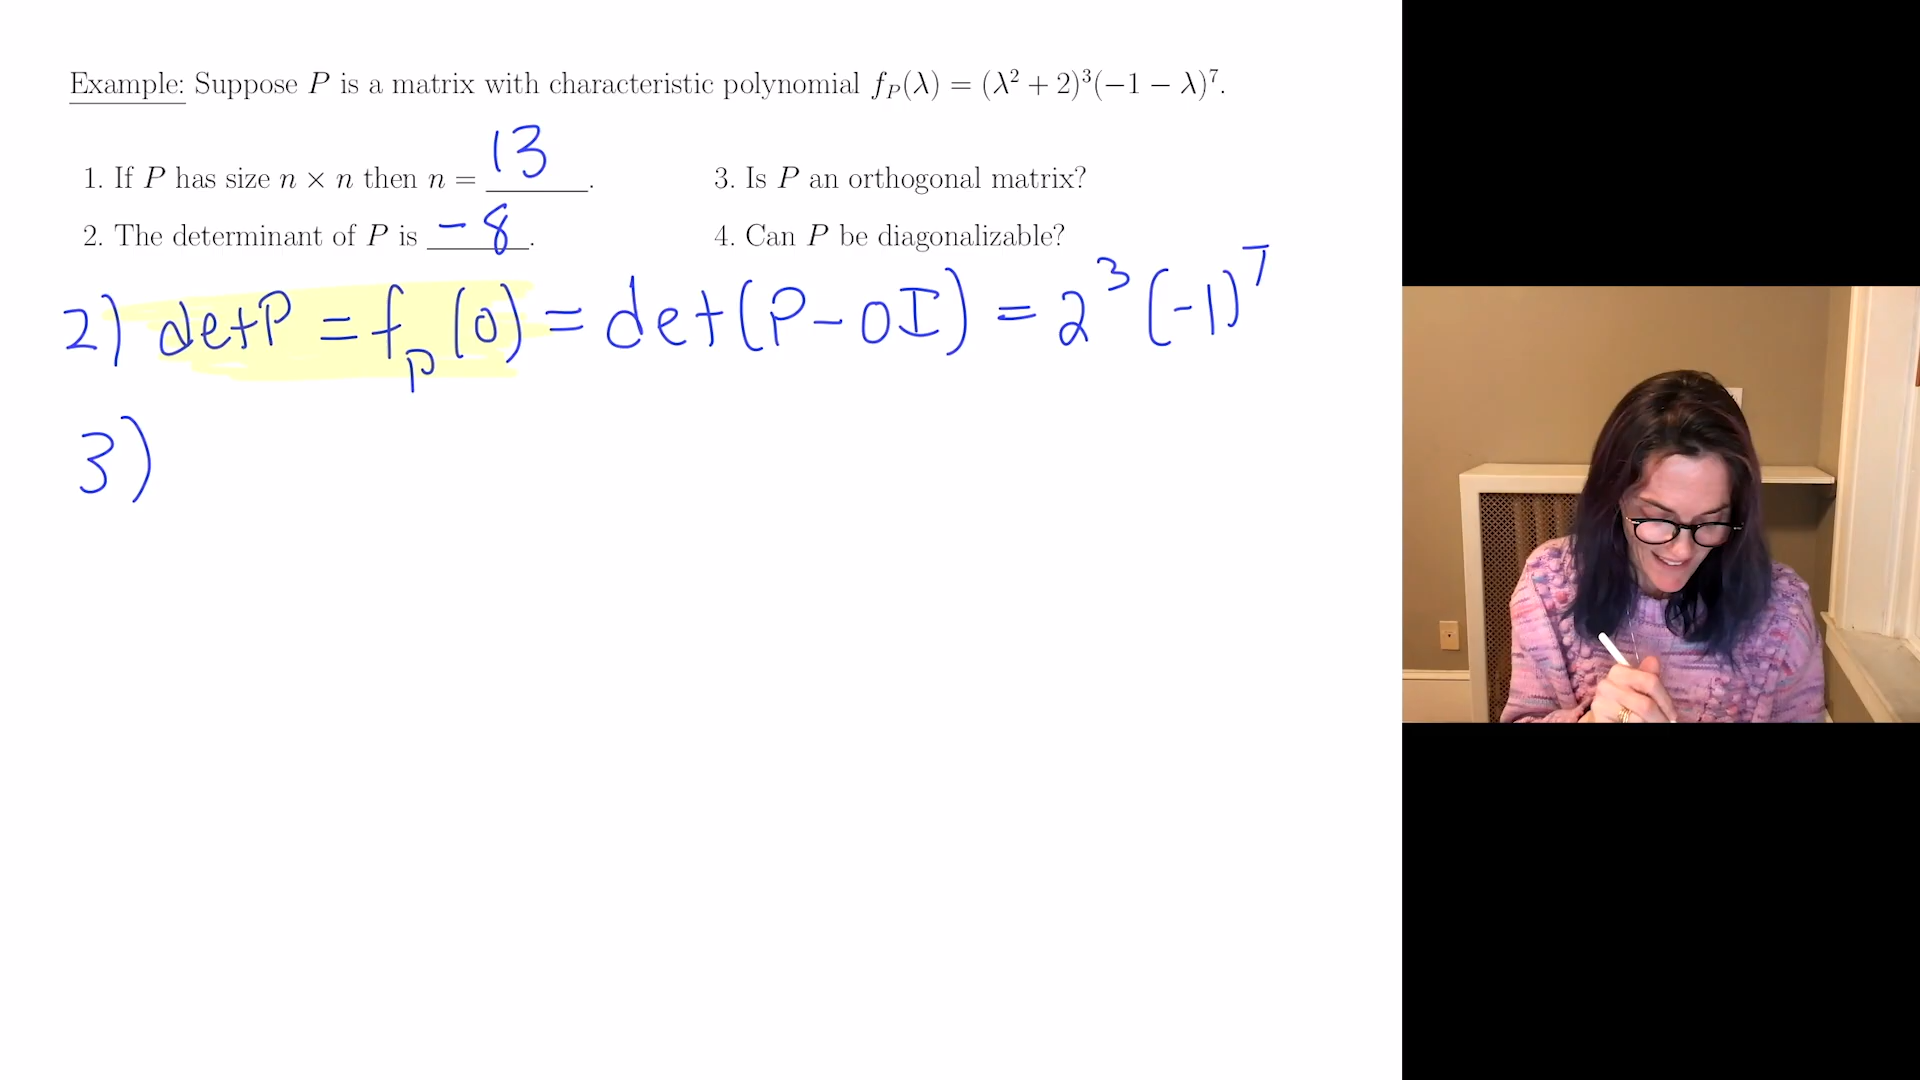 Example: Suppose P is a matrix with characteristic polynomial f_P(λ) = (λ² + 2)³(−1 − λ)⁷.
1. If P has size n × n then n = 13.
2. The determinant of P is −8.
3. Is P an orthogonal matrix?
4. Can P be diagonalizable?
2) det P = f_P(0) = det(P − 0I) = 2³(−1)⁷
3)